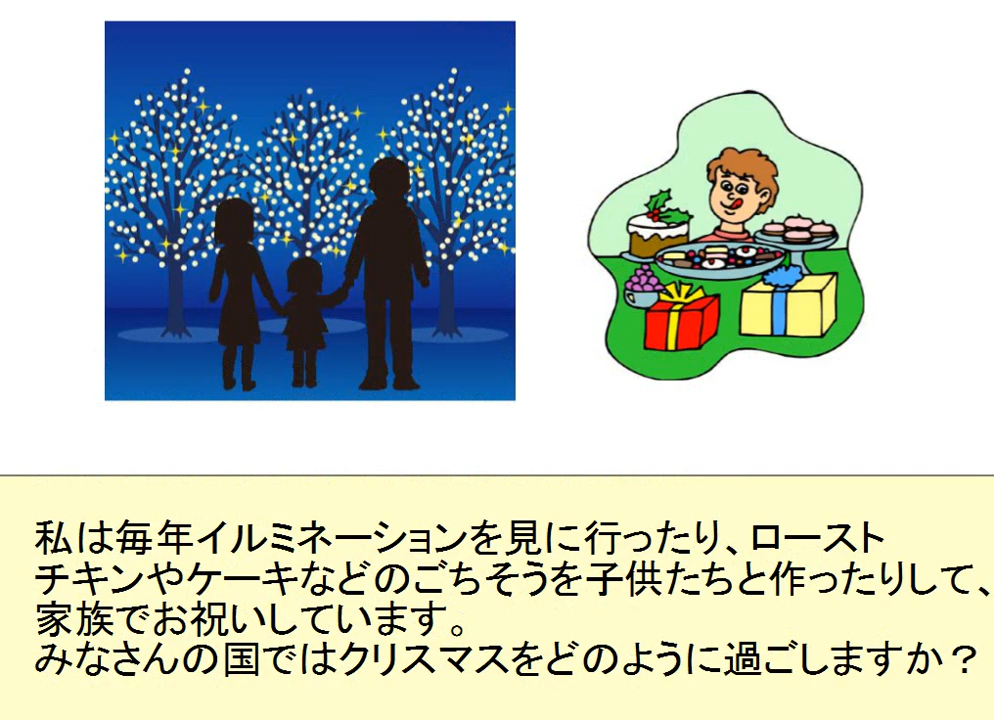 私は毎年イルミネーションを見に行ったり、ロースト
チキンやケーキなどのごちそうを子供たちと作ったりして、
家族でお祝いしています。
みなさんの国ではクリスマスをどのように過ごしますか？